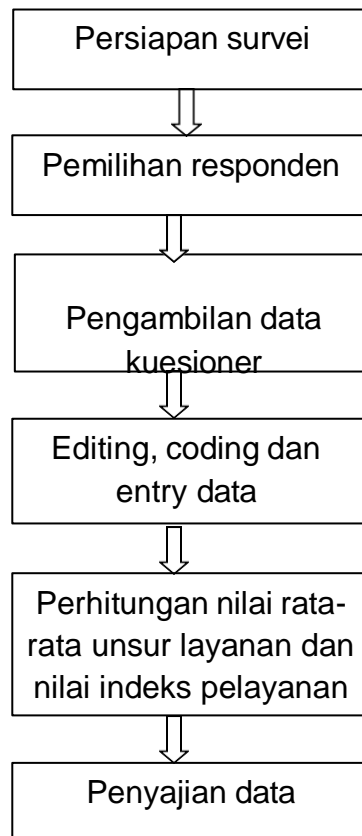 Persiapan survei
Pemilihan responden
Pengambilan data
kuesioner
Editing, coding dan
entry data
Perhitungan nilai rata-
rata unsur layanan dan
nilai indeks pelayanan
Penyajian data